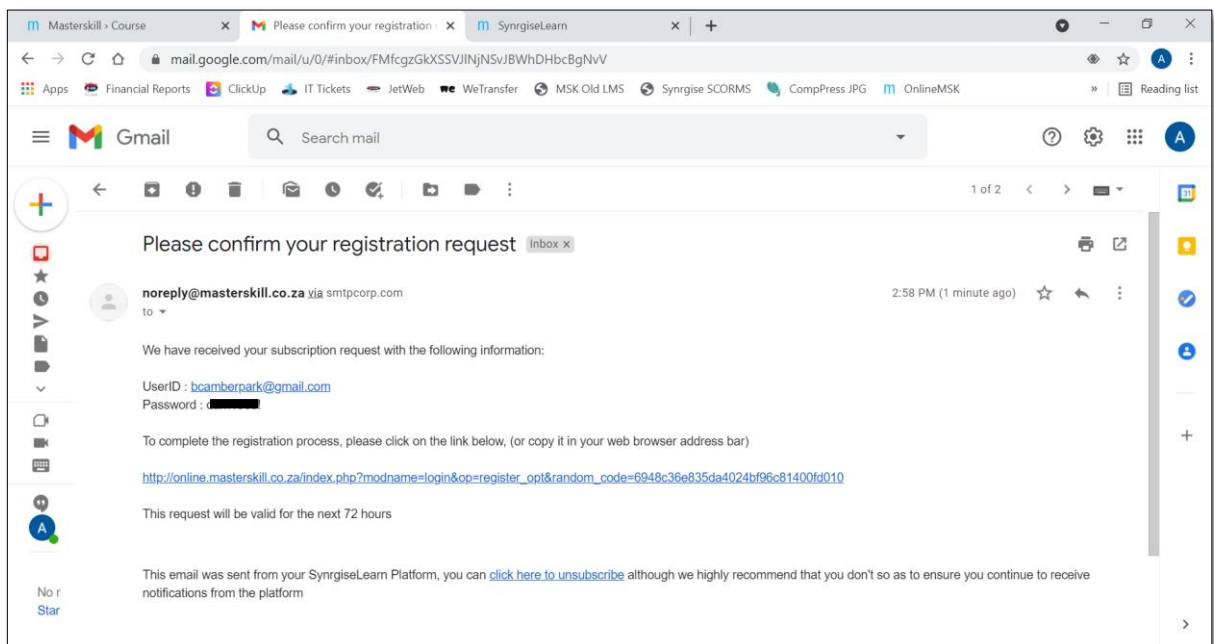 Masterskill › Course
Please confirm your registration
SynrgiseLearn
mail.google.com/mail/u/0/#inbox/FMfcgzGkXSSVJlNjNSvJBWhDHbcBgNvV
A
Apps Financial Reports ClickUp IT Tickets JetWeb WeTransfer MSK Old LMS Synrgise SCORMS CompPress JPG OnlineMSK » Reading list
Gmail Search mail A
1 of 2
31
Please confirm your registration request Inbox x
noreply@masterskill.co.za via smtpcorp.com 2:58 PM (1 minute ago)
to
We have received your subscription request with the following information:
UserID : bcamberpark@gmail.com
Password :
To complete the registration process, please click on the link below, (or copy it in your web browser address bar)
http://online.masterskill.co.za/index.php?modname=login&op=register_opt&random_code=6948c36e835da4024bf96c81400fd010
This request will be valid for the next 72 hours
A
This email was sent from your SynrgiseLearn Platform, you can click here to unsubscribe although we highly recommend that you don't so as to ensure you continue to receive
notifications from the platform
No r
Star